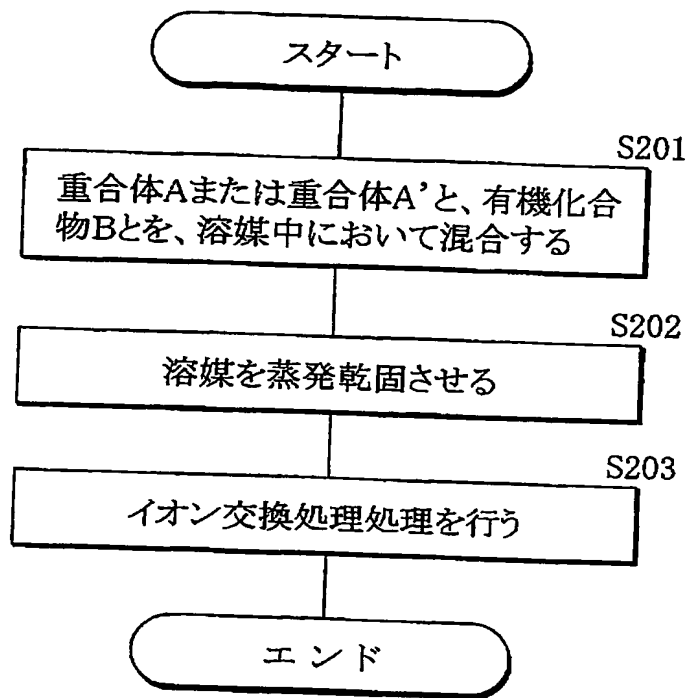 スタート
S201
重合体Aまたは重合体A’と、有機化合
物Bとを、溶媒中において混合する
S202
溶媒を蒸発乾固させる
S203
イオン交換処理処理を行う
エンド